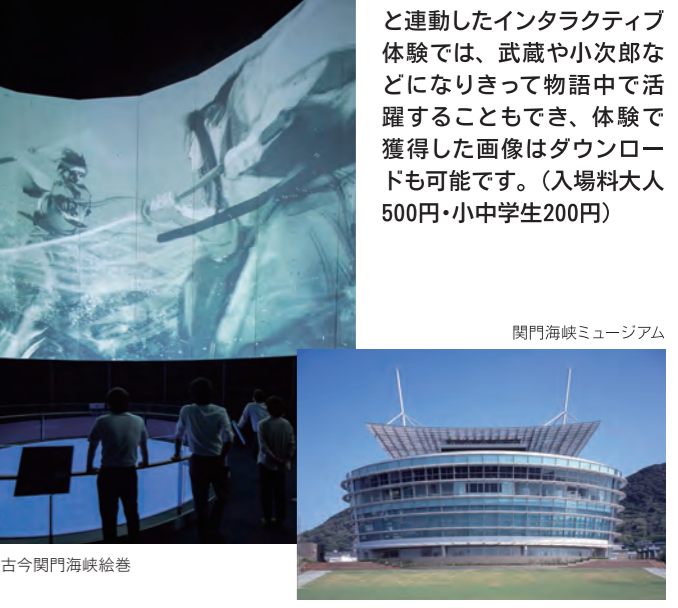 と連動したインタラクティブ
体験では、武蔵や小次郎な
どになりきって物語中で活
躍することもでき、体験で
獲得した画像はダウンロー
ドも可能です。（入場料大人
500円・小中学生200円）
関門海峡ミュージアム
古今関門海峡絵巻